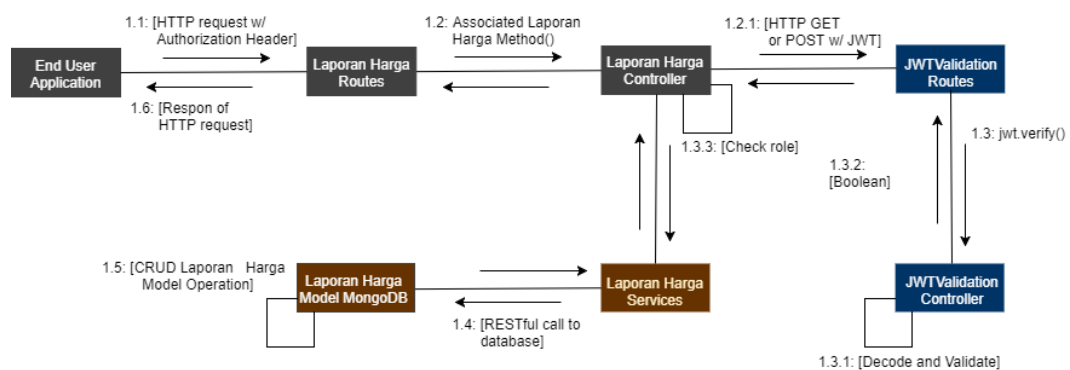 1.1: [HTTP request w/
Authorization Header]
1.2: Associated Laporan
Harga Method()
1.2.1: [HTTP GET
or POST w/ JWT]
End User
Application
Laporan Harga
Routes
Laporan Harga
Controller
JWTValidation
Routes
1.6: [Respon of
HTTP request]
1.3.3: [Check role]
1.3: jwt.verify()
1.3.2:
[Boolean]
1.5: [CRUD Laporan Harga
Model Operation]
Laporan Harga
Model MongoDB
Laporan Harga
Services
JWTValidation
Controller
1.4: [RESTful call to
database]
1.3.1: [Decode and Validate]